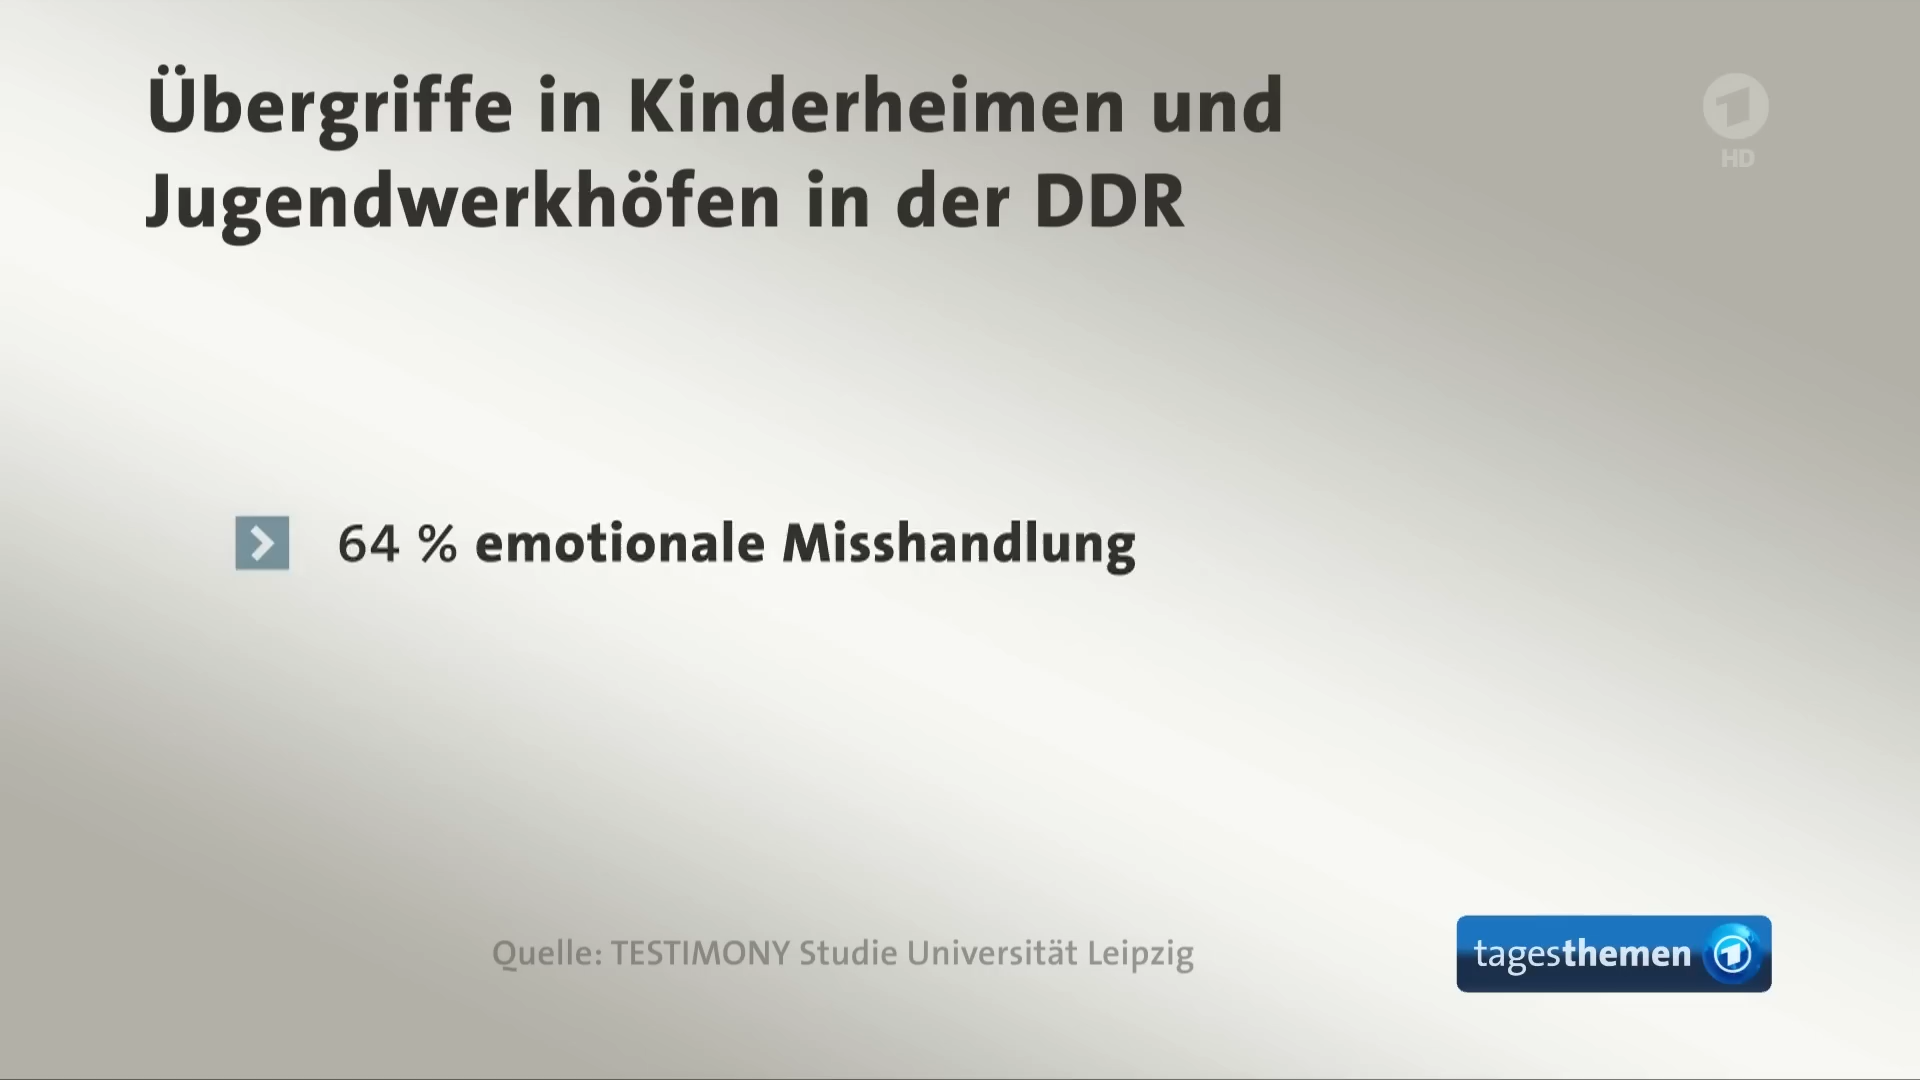 Übergriffe in Kinderheimen und
Jugendwerkhöfen in der DDR
HD
64 % emotionale Misshandlung
Quelle: TESTIMONY Studie Universität Leipzig
tagesthemen